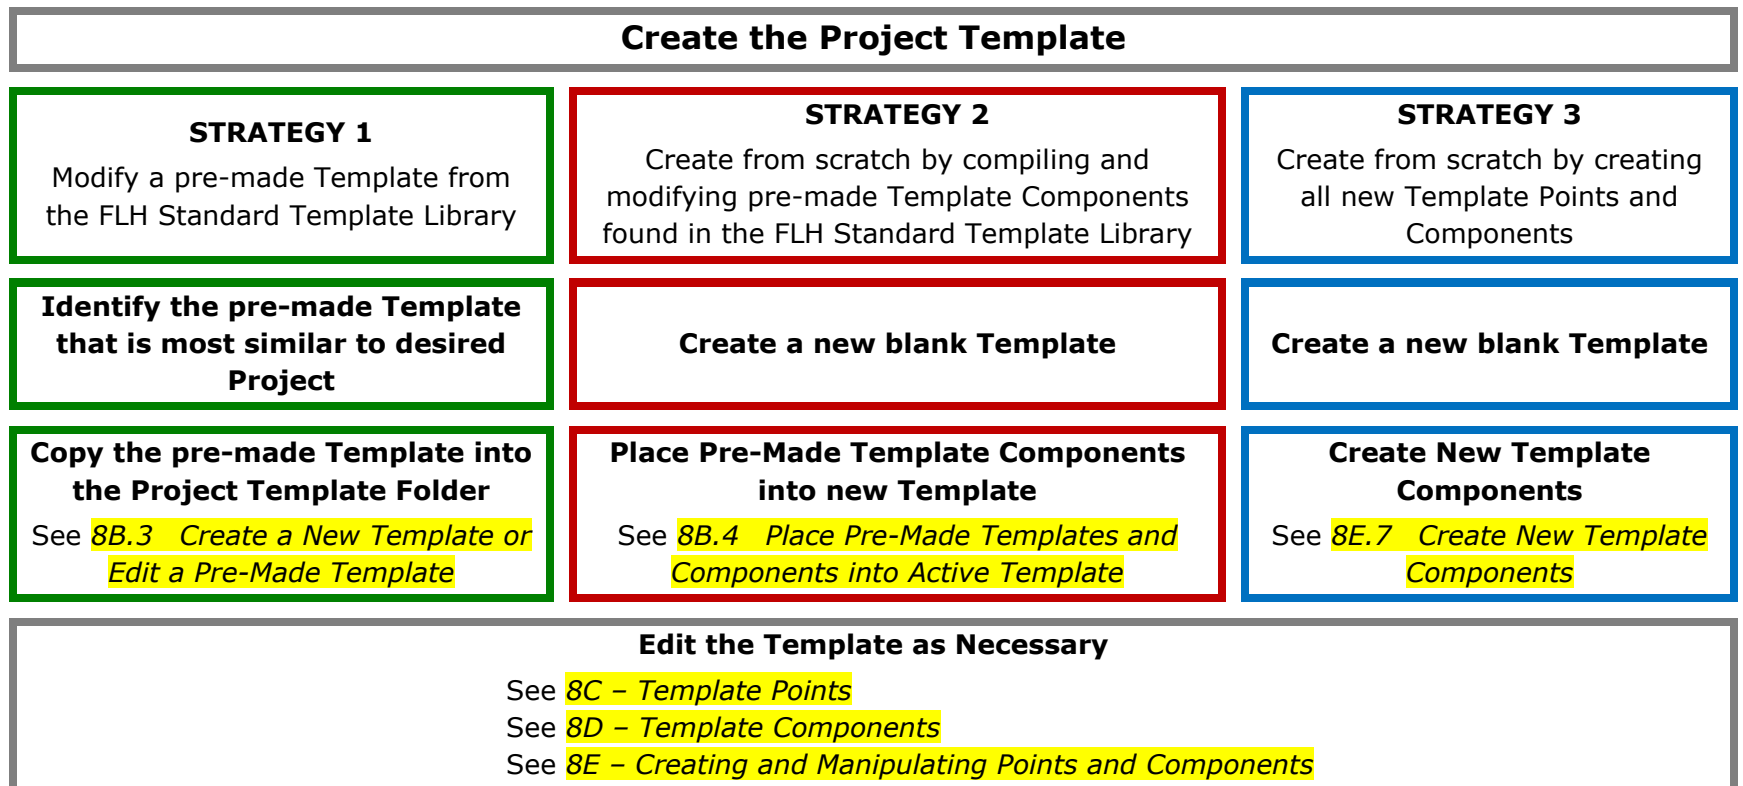 Create the Project Template
STRATEGY 1
Modify a pre-made Template from
the FLH Standard Template Library
STRATEGY 2
Create from scratch by compiling and
modifying pre-made Template Components
found in the FLH Standard Template Library
STRATEGY 3
Create from scratch by creating
all new Template Points and
Components
Identify the pre-made Template
that is most similar to desired
Project
Create a new blank Template
Create a new blank Template
Copy the pre-made Template into
the Project Template Folder
See 8B.3 Create a New Template or
Edit a Pre-Made Template
Place Pre-Made Template Components
into new Template
See 8B.4 Place Pre-Made Templates and
Components into Active Template
Create New Template
Components
See 8E.7 Create New Template
Components
Edit the Template as Necessary
See 8C – Template Points
See 8D – Template Components
See 8E – Creating and Manipulating Points and Components